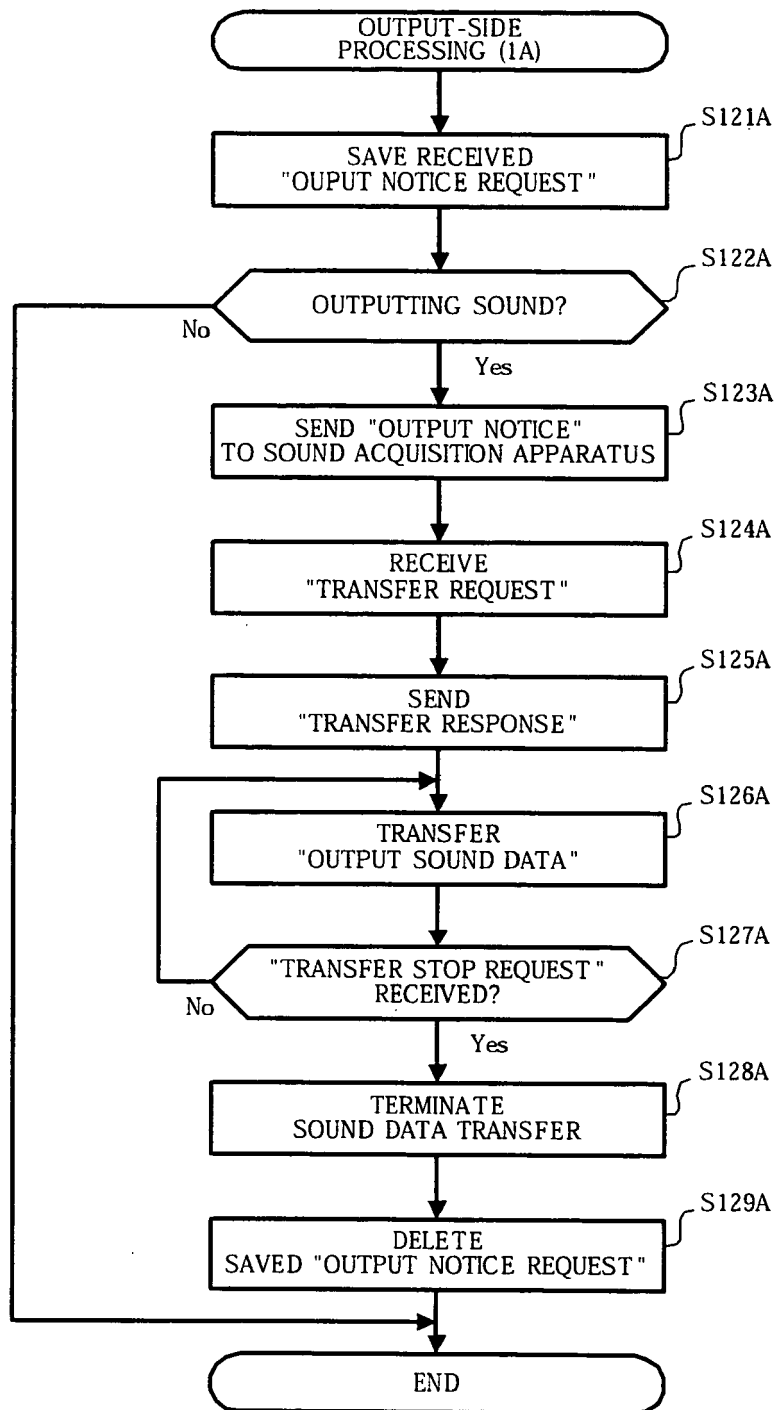 OUTPUT-SIDE
PROCESSING (1A)
S121A
SAVE RECEIVED
"OUPUT NOTICE REQUEST"
S122A
OUTPUTTING SOUND?
No
Yes
S123A
SEND "OUTPUT NOTICE"
TO SOUND ACQUISITION APPARATUS
S124A
RECEIVE
"TRANSFER REQUEST"
S125A
SEND
"TRANSFER RESPONSE"
S126A
TRANSFER
"OUTPUT SOUND DATA"
S127A
"TRANSFER STOP REQUEST"
RECEIVED?
No
Yes
S128A
TERMINATE
SOUND DATA TRANSFER
S129A
DELETE
SAVED "OUTPUT NOTICE REQUEST"
END